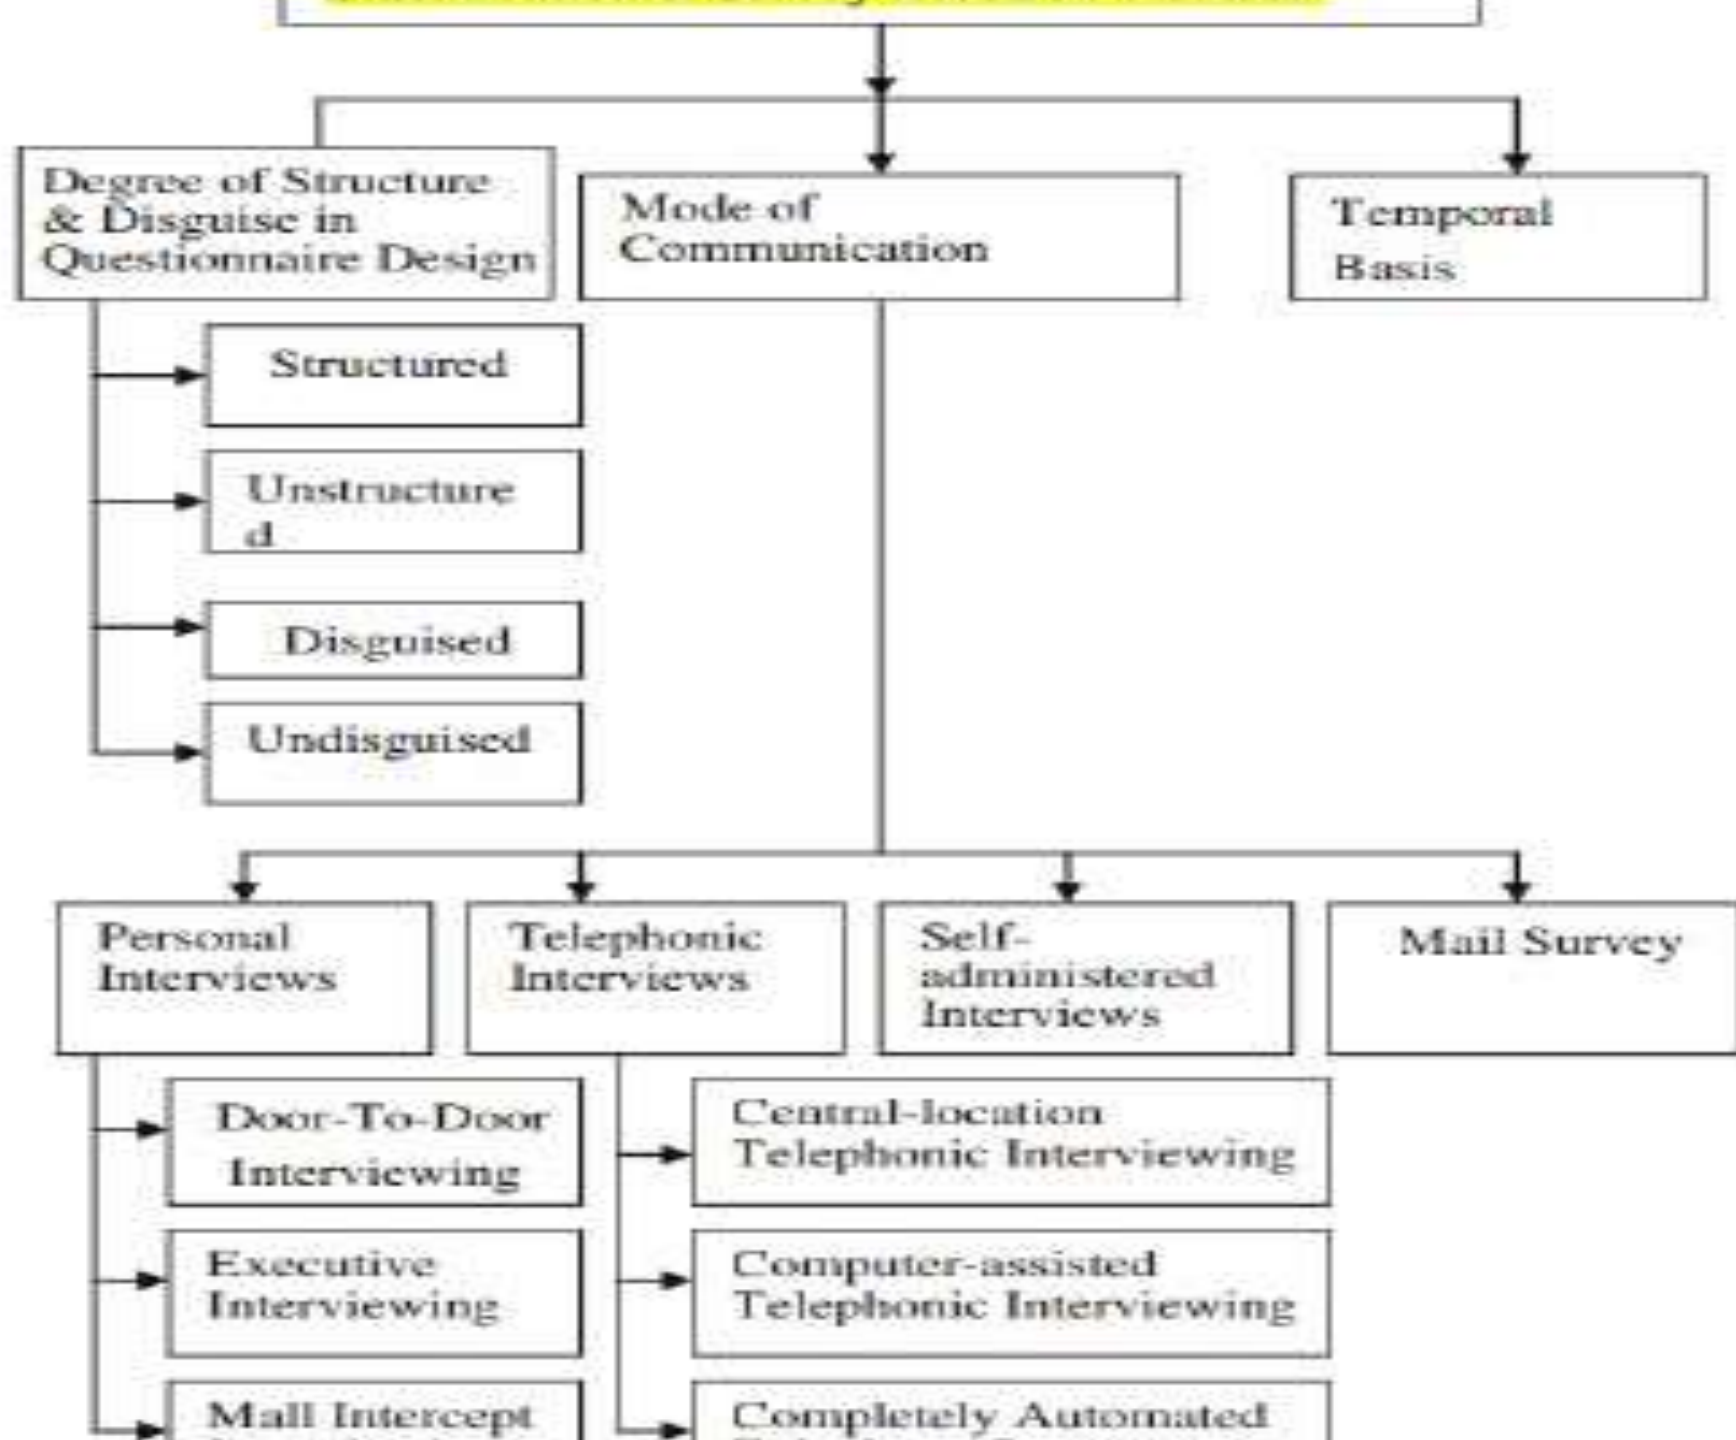 Degree of Structure
& Disguise in
Questionnaire Design
Mode of
Communication
Temporal
Basis
Structured
Unstructure
d
Disguised
Undisguised
Personal
Interviews
Telephonic
Interviews
Self-
administered
Interviews
Mail Survey
Door-To-Door
Interviewing
Central-location
Telephonic Interviewing
Executive
Interviewing
Computer-assisted
Telephonic Interviewing
Mall Intercept
Completely Automated